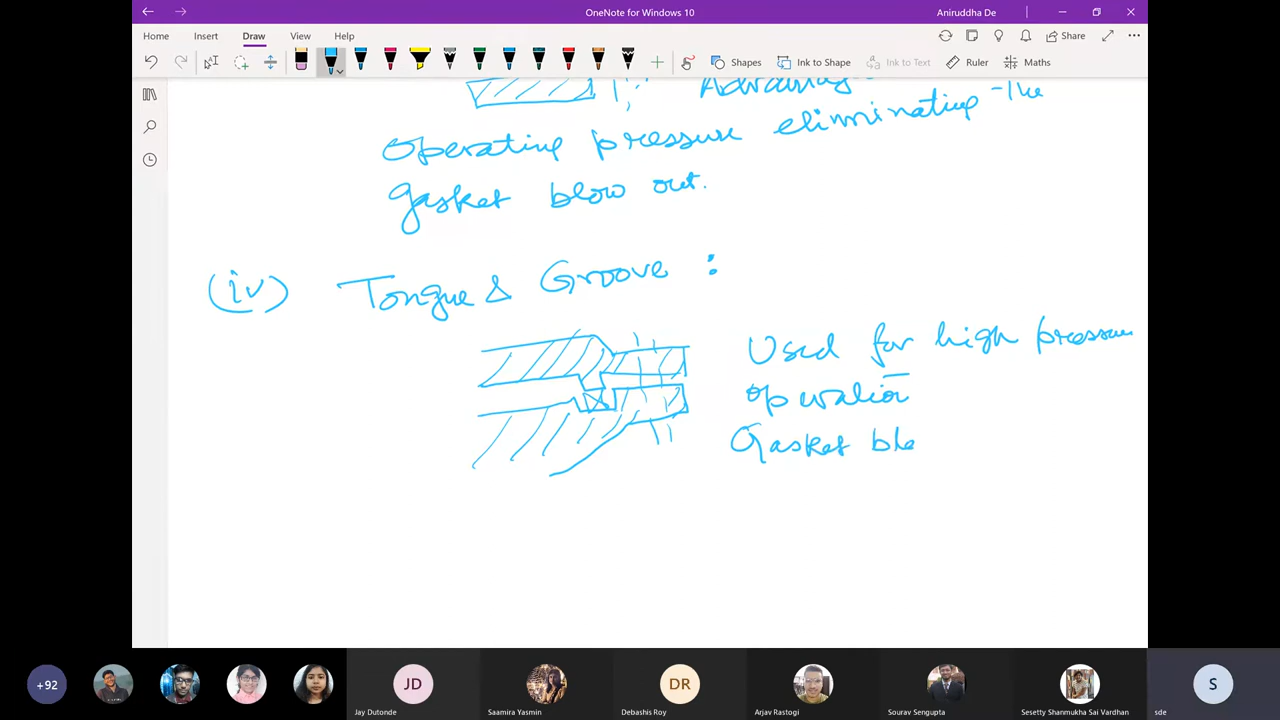 OneNote for Windows 10
Aniruddha De
Home Insert Draw View Help
Share
Shapes Ink to Shape Ink to Text Ruler Maths
operating pressure eliminating the
gasket blow out.
(iv) Tongue & Groove :
Used for high pressure
operation
Gasket
+92
JD DR S
Jay Dutonde Saamira Yasmin Debashis Roy Arjav Rastogi Sourav Sengupta Sesetty Shanmukha Sai Vardhan sde